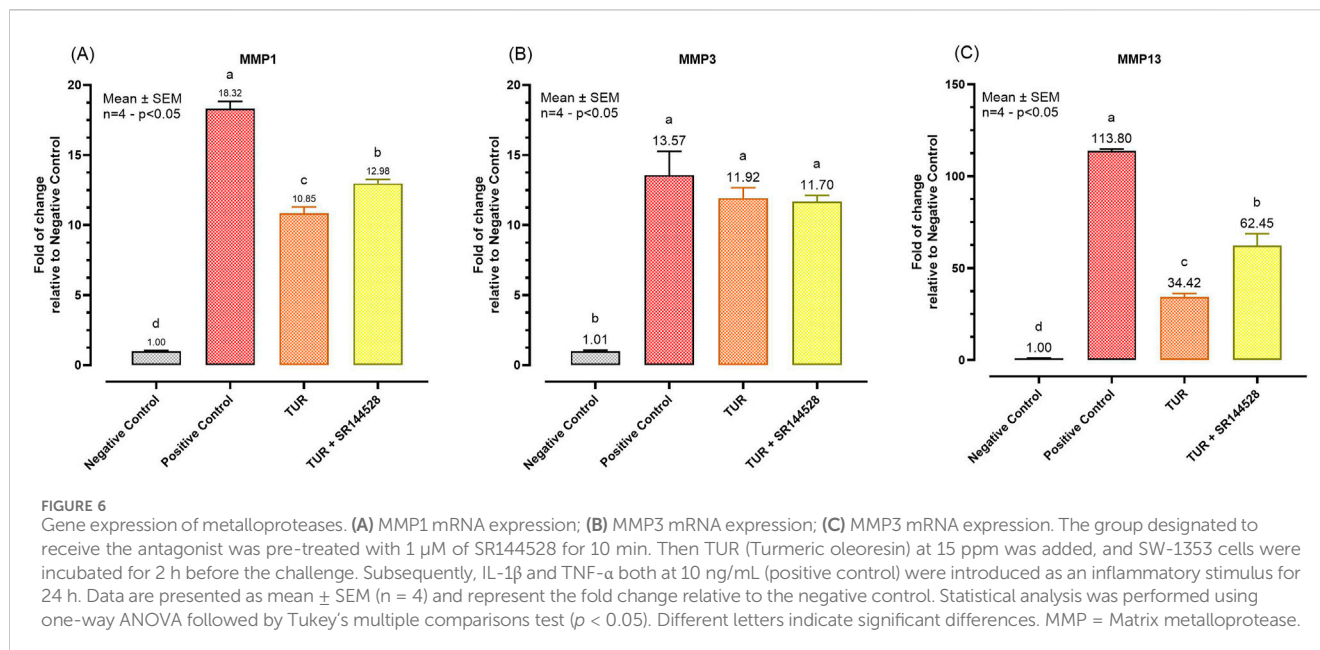 (A)
MMP1
Fold of change
relative to Negative Control
20
15
10
5
0
Mean ± SEM
n=4 - p<0.05
d
1.00
a
18.32
c
10.85
b
12.98
Negative Control
Positive Control
TUR
TUR + SR144528
(B)
MMP3
Fold of change
relative to Negative Control
20
15
10
5
0
Mean ± SEM
n=4 - p<0.05
b
1.01
a
13.57
a
11.92
a
11.70
Negative Control
Positive Control
TUR
TUR + SR144528
(C)
MMP13
Fold of change
relative to Negative Control
150
100
50
0
Mean ± SEM
n=4 - p<0.05
d
1.00
a
113.80
c
34.42
b
62.45
Negative Control
Positive Control
TUR
TUR + SR144528
FIGURE 6
Gene expression of metalloproteases. (A) MMP1 mRNA expression; (B) MMP3 mRNA expression; (C) MMP3 mRNA expression. The group designated to
receive the antagonist was pre-treated with 1 µM of SR144528 for 10 min. Then TUR (Turmeric oleoresin) at 15 ppm was added, and SW-1353 cells were
incubated for 2 h before the challenge. Subsequently, IL-1β and TNF-α both at 10 ng/mL (positive control) were introduced as an inflammatory stimulus for
24 h. Data are presented as mean ± SEM (n = 4) and represent the fold change relative to the negative control. Statistical analysis was performed using
one-way ANOVA followed by Tukey's multiple comparisons test (p < 0.05). Different letters indicate significant differences. MMP = Matrix metalloprotease.